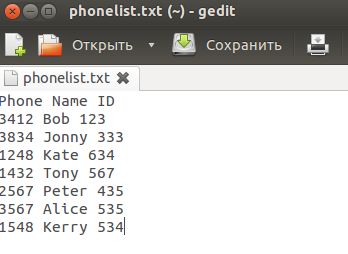 phonelist.txt (~) - gedit
Открыть Сохранить
phonelist.txt
Phone Name ID
3412 Bob 123
3834 Jonny 333
1248 Kate 634
1432 Tony 567
2567 Peter 435
3567 Alice 535
1548 Kerry 534